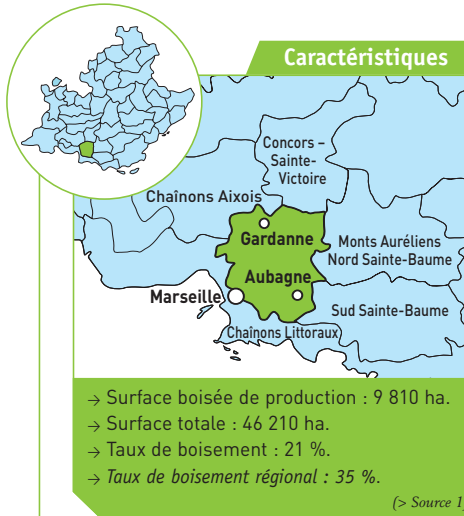 Caractéristiques
Concors –
Sainte-
Victoire
Chaînons Aixois
Gardanne
Monts Auréliens
Nord Sainte-Baume
Aubagne
Marseille
Sud Sainte-Baume
Chaînons Littoraux
→ Surface boisée de production : 9 810 ha.
→ Surface totale : 46 210 ha.
→ Taux de boisement : 21 %.
→ Taux de boisement régional : 35 %.
(> Source 1)